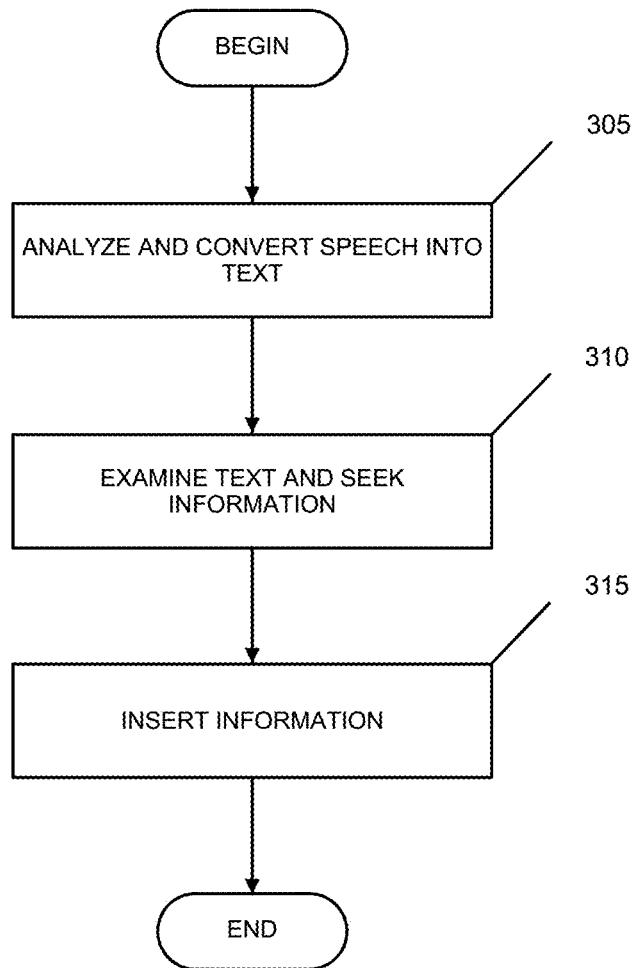 BEGIN
305
ANALYZE AND CONVERT SPEECH INTO
TEXT
310
EXAMINE TEXT AND SEEK
INFORMATION
315
INSERT INFORMATION
END